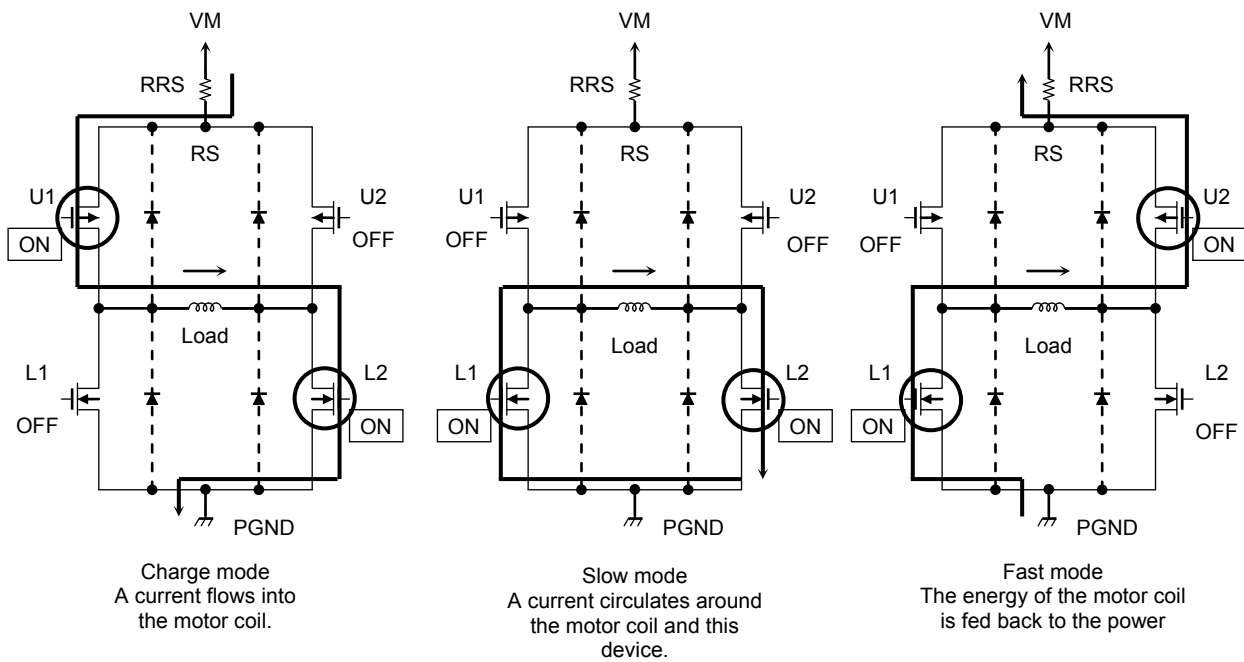 VM
RRS
RS
U1
ON
U2
OFF
Load
L1
OFF
L2
ON
PGND
Charge mode
A current flows into
the motor coil.
VM
RRS
RS
U1
OFF
U2
OFF
Load
L1
ON
L2
ON
PGND
Slow mode
A current circulates around
the motor coil and this
device.
VM
RRS
RS
U1
OFF
U2
ON
Load
L1
ON
L2
OFF
PGND
Fast mode
The energy of the motor coil
is fed back to the power